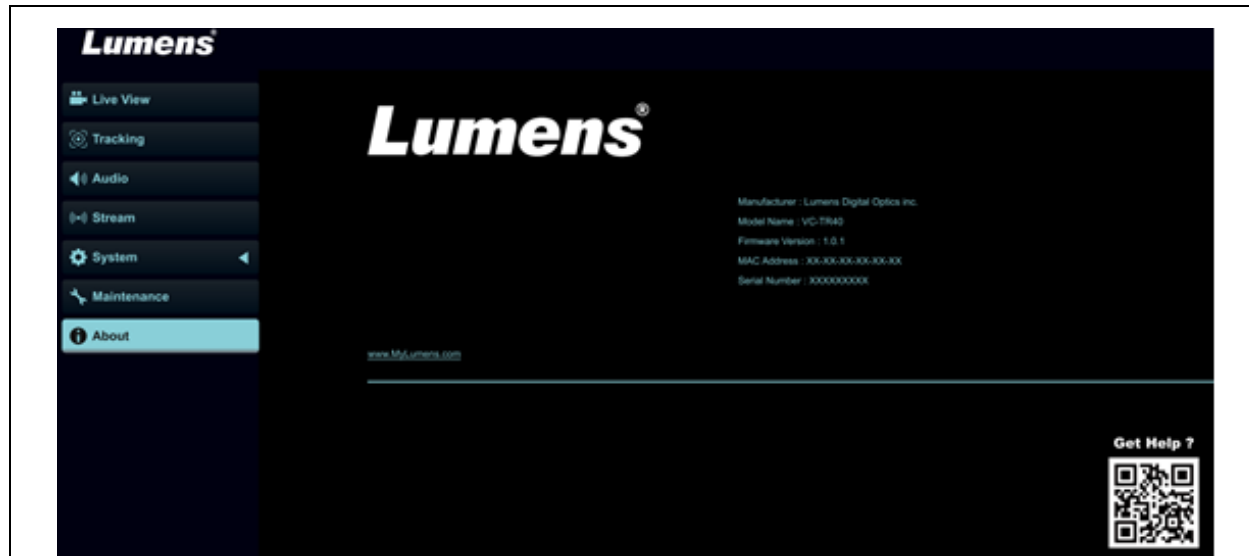 Lumens
Live View
Tracking
Audio
Stream
System
Maintenance
About
Lumens®
Manufacturer : Lumens Digital Optics inc.
Model Name : VC-TR40
Firmware Version : 1.0.1
MAC Address : XX-XX-XX-XX-XX-XX
Serial Number : XXXXXXXXXX
www.MyLumens.com
Get Help ?